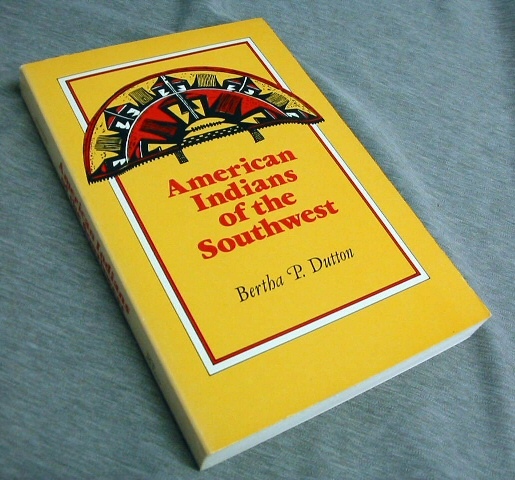 American
Indians
of the
Southwest
Bertha P. Dutton